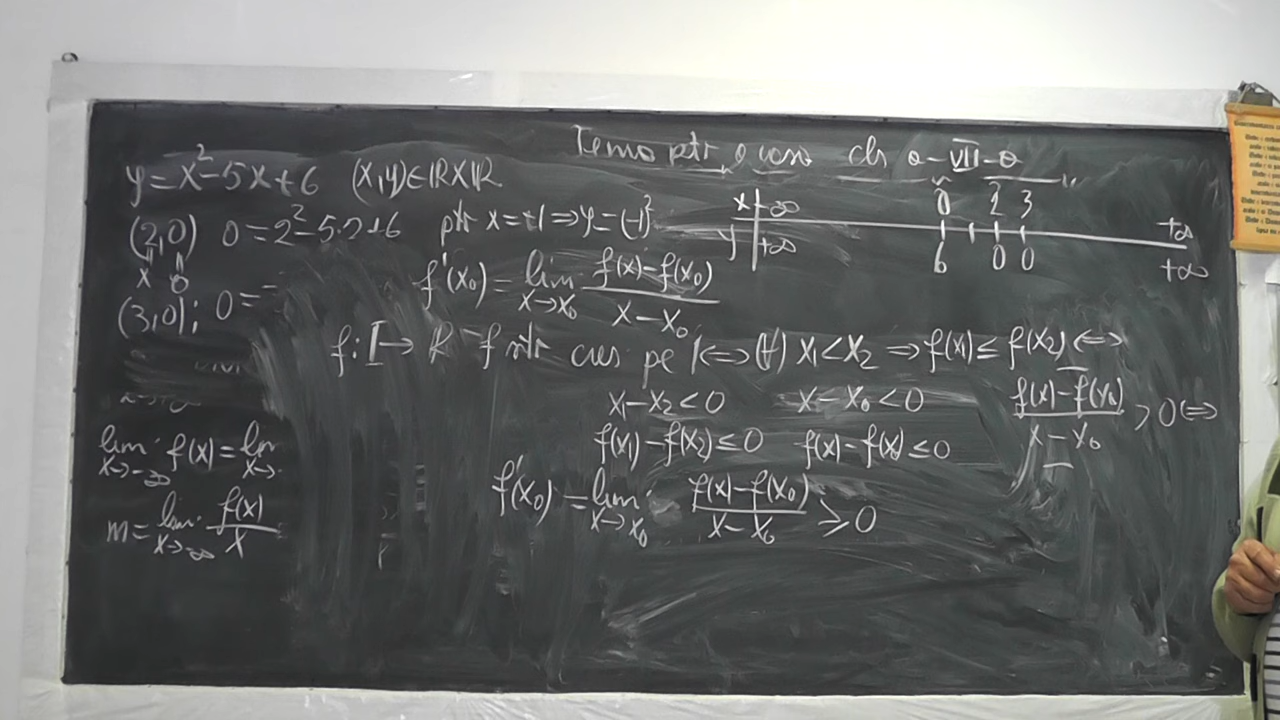 Tema ptr acasă cls a-VII-a
y=x²-5x+6 (x,y)∈ℝ×ℝ
(2,0) 0=2²-5·2+6 ptr x=-1⇒y=(-1)²
x 0
(3,0); 0=
x -∞ 0 2 3 +∞
y +∞ 6 0 0 +∞
f'(x₀)=lim x→x₀ f(x)-f(x₀) / x-x₀
f:I→ℝ f str cres pe I⇔(∀) x₁<x₂ ⇒f(x₁)≤f(x₂)⇔
x₁-x₂<0 x-x₀<0 f(x)-f(x₀) / x-x₀ >0⇔
f(x₁)-f(x₂)≤0 f(x)-f(x)≤0
lim x→-∞ f(x)=lim x→
f'(x₀)=lim x→x₀ f(x)-f(x₀) / x-x₀ ≥0
m=lim x→-∞ f(x) / x